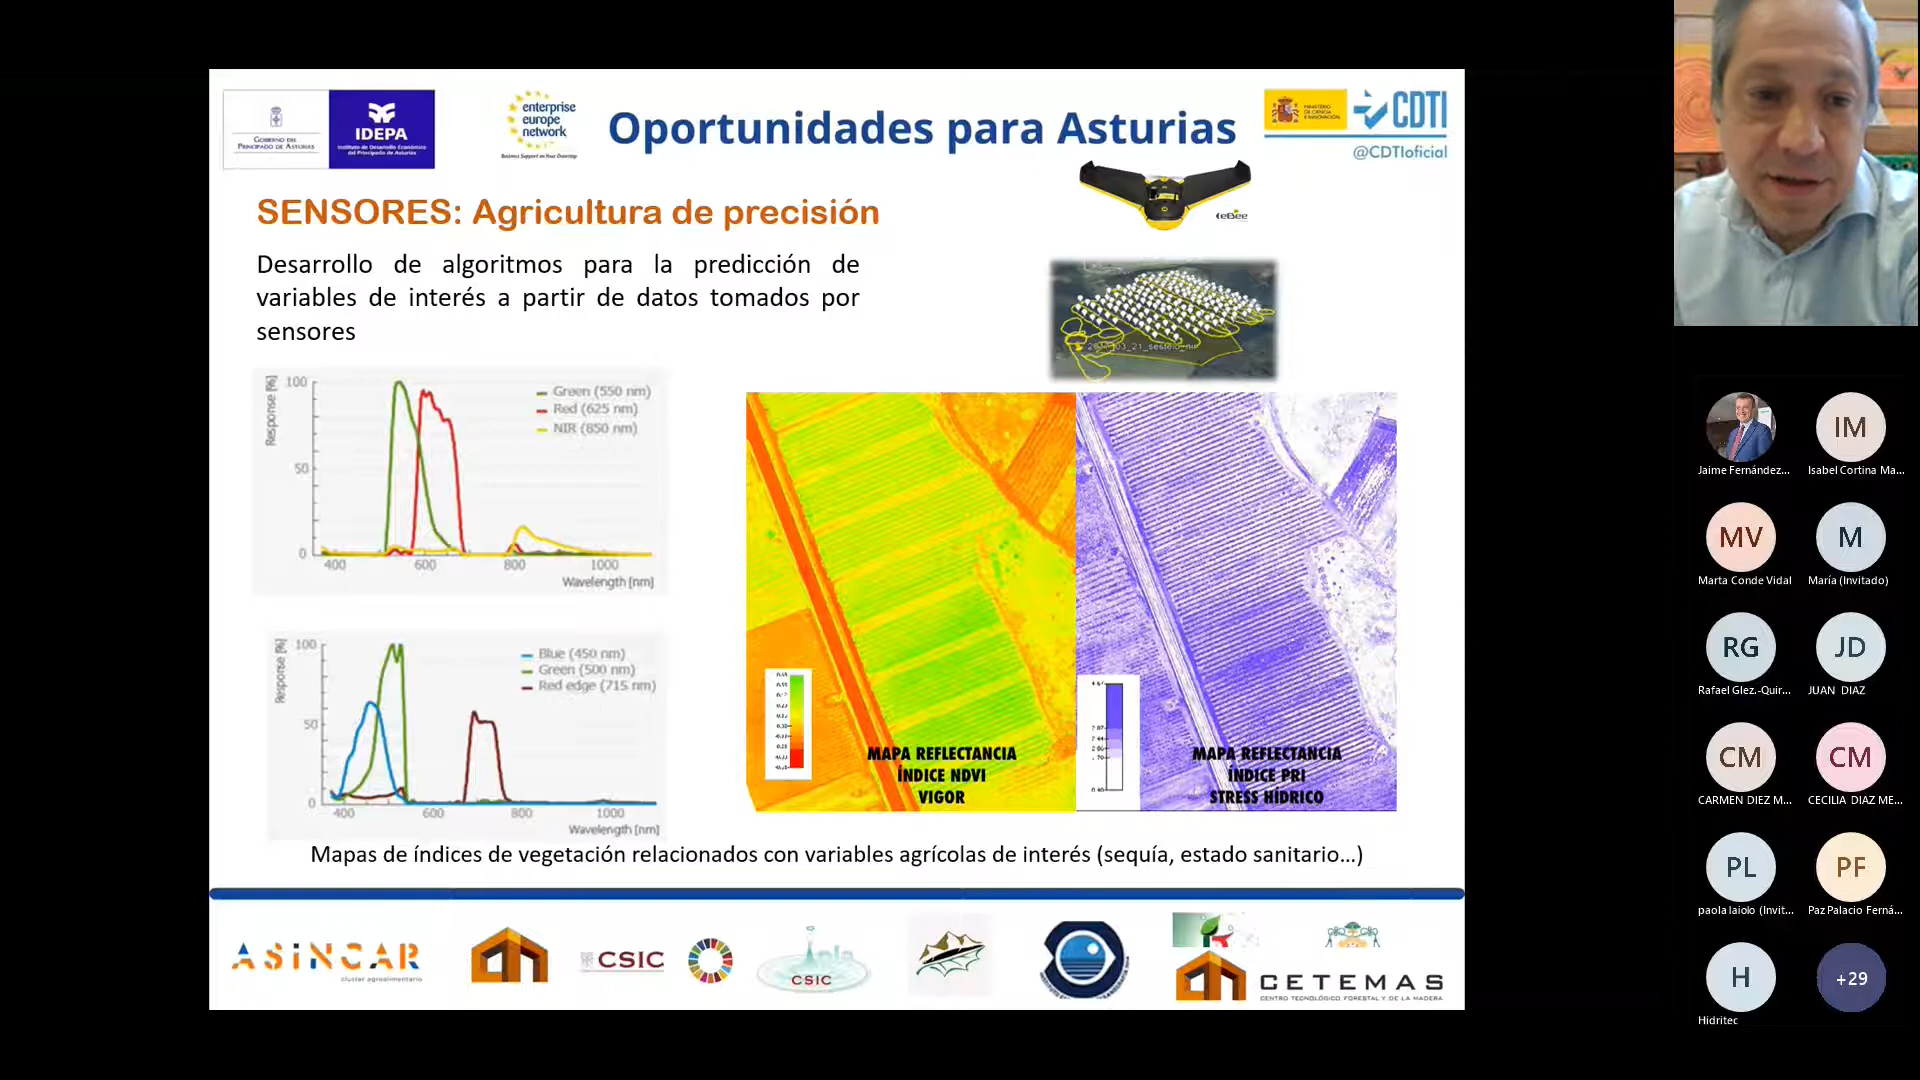 GOBIERNO DEL
PRINCIPADO DE ASTURIAS
IDEPA
Instituto de Desarrollo Económico
del Principado de Asturias
enterprise
europe
network
Business Support on Your Doorstep
Oportunidades para Asturias
MINISTERIO
DE CIENCIA
E INNOVACIÓN
CDTI
@CDTIoficial
SENSORES: Agricultura de precisión
eBee
Desarrollo de algoritmos para la predicción de
variables de interés a partir de datos tomados por
sensores
Response [%]
100
50
0
Green (550 nm)
Red (625 nm)
NIR (850 nm)
400 600 800 1000
Wavelength [nm]
Response [%]
100
50
0
Blue (450 nm)
Green (500 nm)
Red edge (715 nm)
400 600 800 1000
Wavelength [nm]
MAPA REFLECTANCIA
ÍNDICE NDVI
VIGOR
MAPA REFLECTANCIA
ÍNDICE PRI
STRESS HÍDRICO
Mapas de índices de vegetación relacionados con variables agrícolas de interés (sequía, estado sanitario...)
ASINCAR
cluster agroalimentario
CSIC
CSIC
CETEMAS
CENTRO TECNOLÓGICO FORESTAL Y DE LA MADERA
Jaime Fernández...
IM
Isabel Cortina Ma...
MV
Marta Conde Vidal
M
María (Invitado)
RG
Rafael Glez.-Quir...
JD
JUAN DIAZ
CM
CARMEN DIEZ M...
CM
CECILIA DIAZ ME...
PL
paola laiolo (Invit...
PF
Paz Palacio Ferná...
H
Hidritec
+29